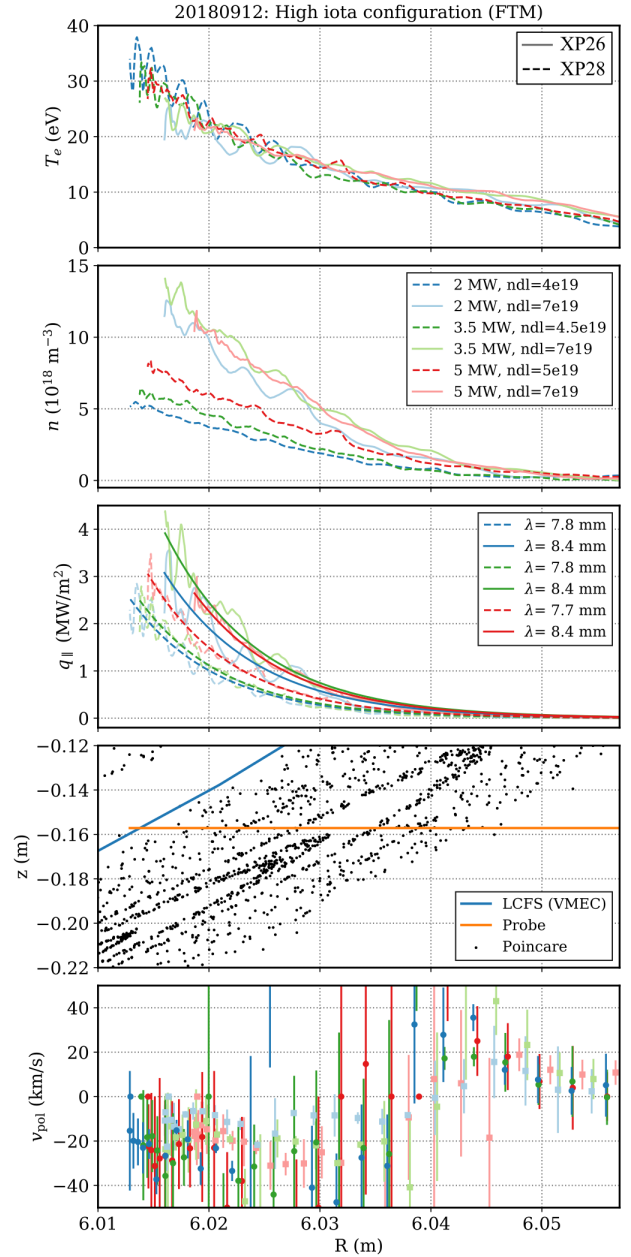 20180912: High iota configuration (FTM)
40
30
20
10
0
T_e (eV)
XP26
XP28
15
10
5
0
n (10^18 m^−3)
2 MW, ndl=4e19
2 MW, ndl=7e19
3.5 MW, ndl=4.5e19
3.5 MW, ndl=7e19
5 MW, ndl=5e19
5 MW, ndl=7e19
4
3
2
1
0
q_∥ (MW/m²)
λ= 7.8 mm
λ= 8.4 mm
λ= 7.8 mm
λ= 8.4 mm
λ= 7.7 mm
λ= 8.4 mm
−0.12
−0.14
−0.16
−0.18
−0.20
−0.22
z (m)
LCFS (VMEC)
Probe
Poincare
40
20
0
−20
−40
v_pol (km/s)
6.01 6.02 6.03 6.04 6.05
R (m)